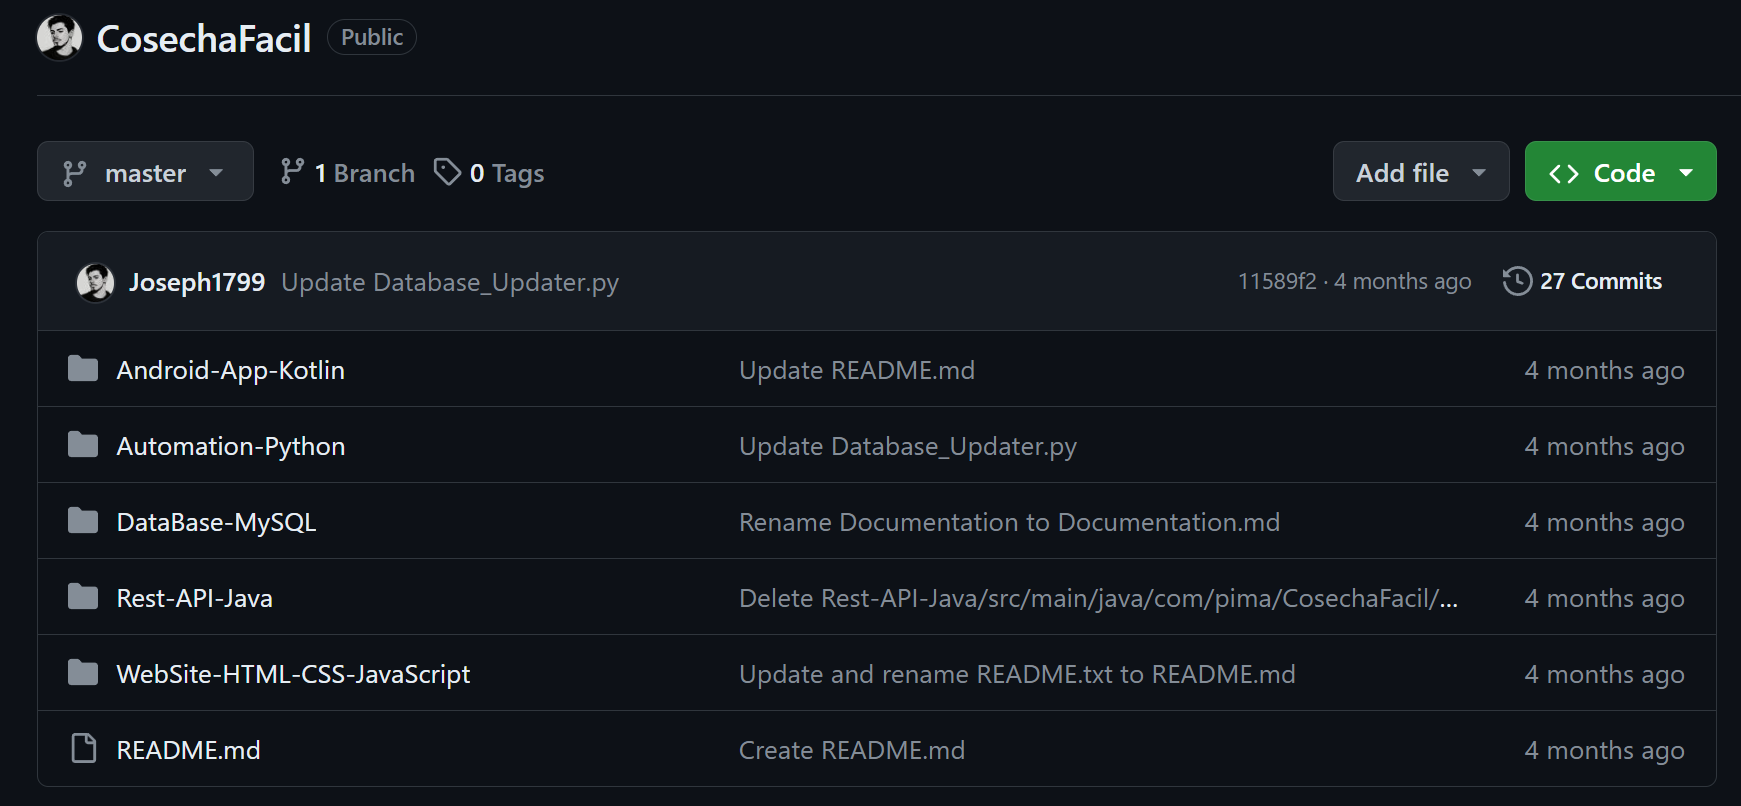 CosechaFacil Public
master 1 Branch 0 Tags Add file Code
Joseph1799 Update Database_Updater.py 11589f2 · 4 months ago 27 Commits
Android-App-Kotlin Update README.md 4 months ago
Automation-Python Update Database_Updater.py 4 months ago
DataBase-MySQL Rename Documentation to Documentation.md 4 months ago
Rest-API-Java Delete Rest-API-Java/src/main/java/com/pima/CosechaFacil/... 4 months ago
WebSite-HTML-CSS-JavaScript Update and rename README.txt to README.md 4 months ago
README.md Create README.md 4 months ago